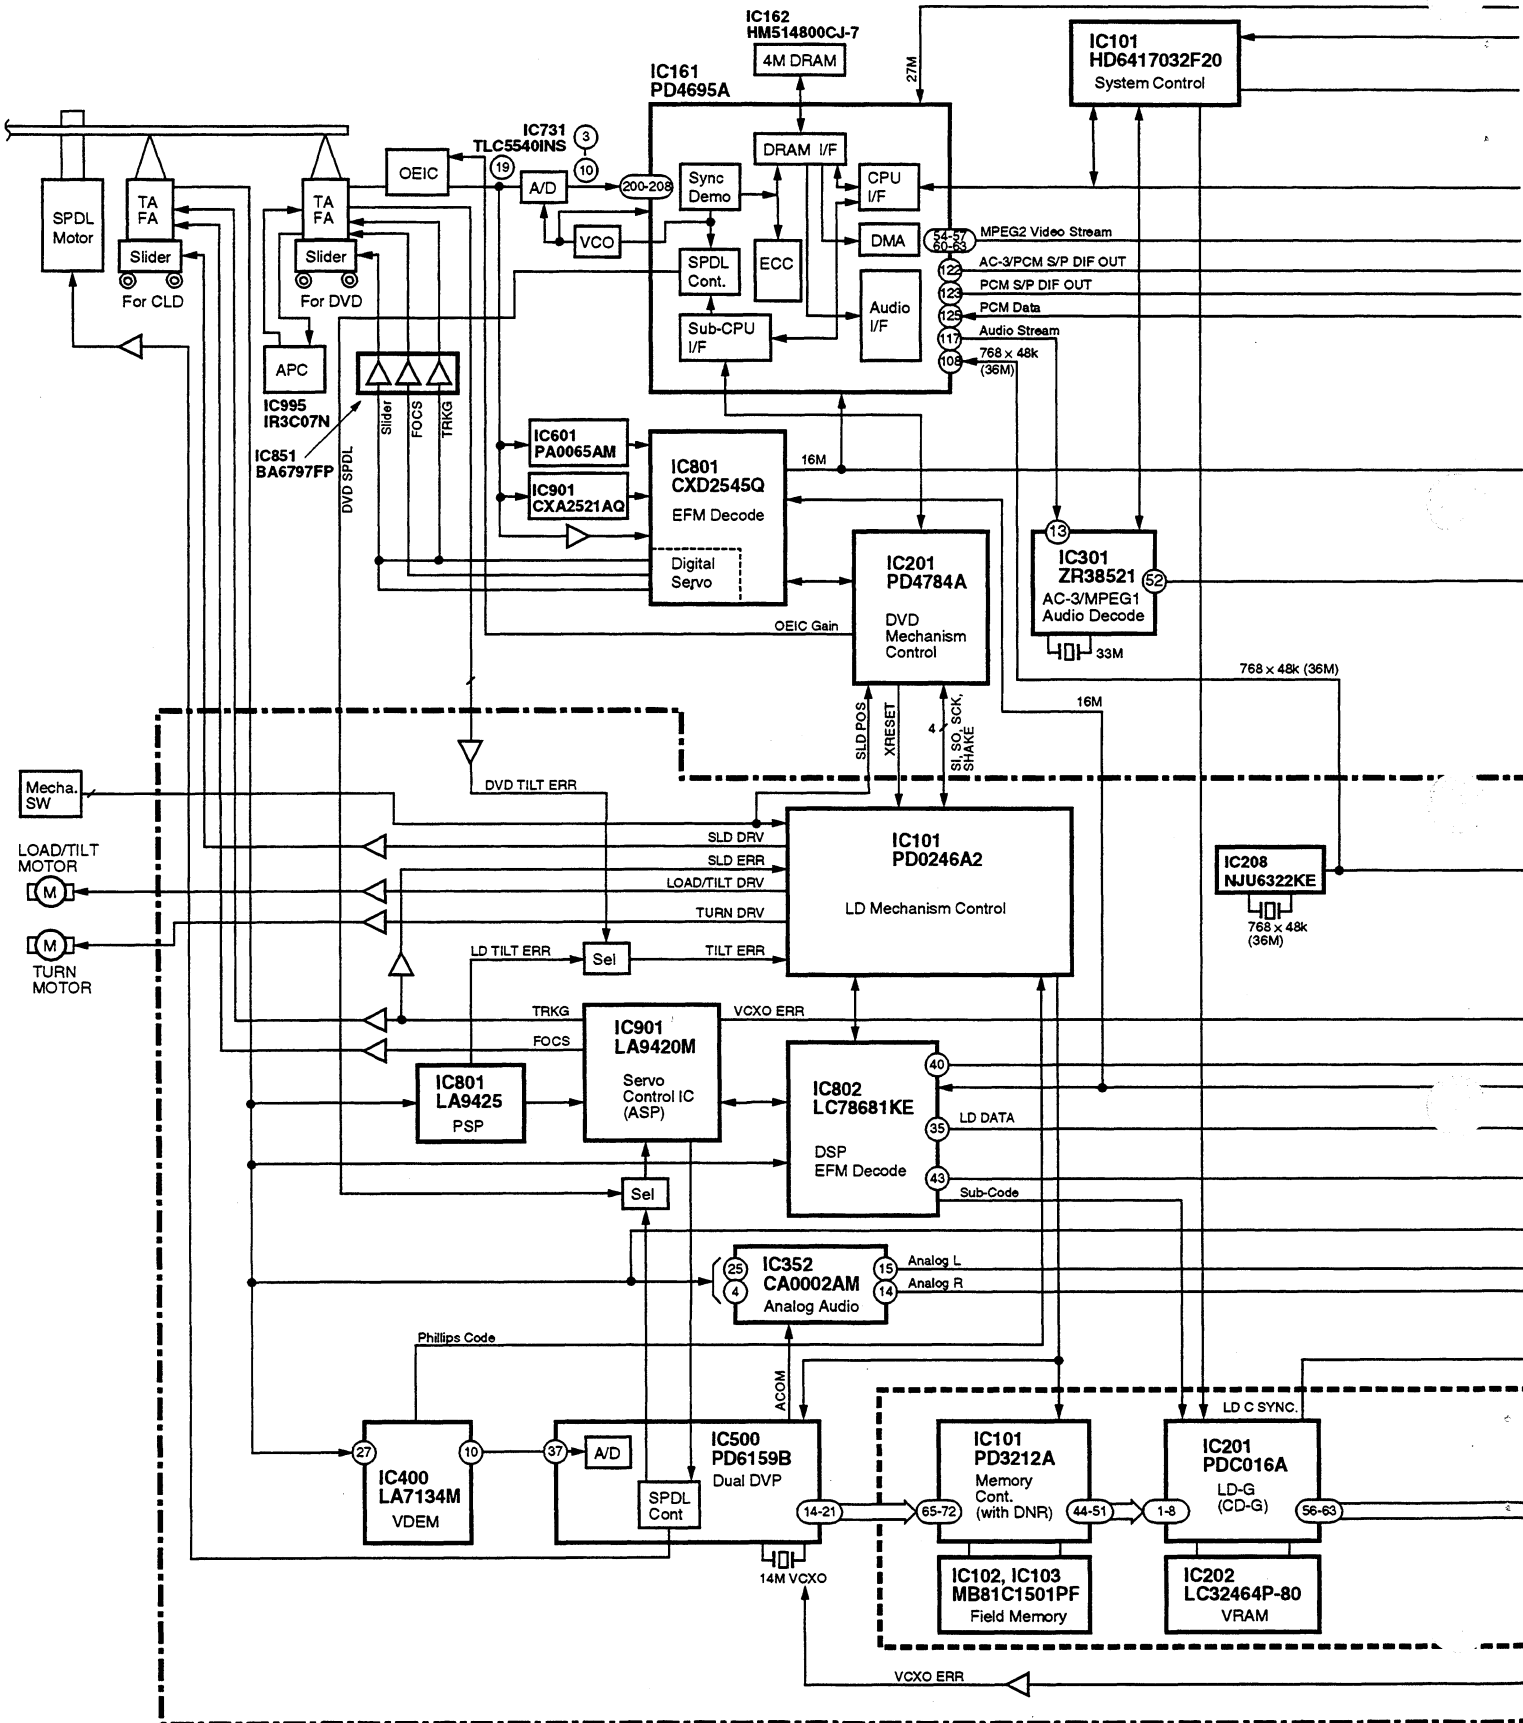 IC162
HM514800CJ-7
4M DRAM
27M
IC101
HD6417032F20
System Control
IC161
PD4695A
IC731
TLC5540INS
3
10
19
OEIC
A/D
200-208
DRAM I/F
Sync
Demo
CPU
I/F
VCO
SPDL
Cont.
ECC
DMA
Audio
I/F
Sub-CPU
I/F
54-57
60-63
MPEG2 Video Stream
122
AC-3/PCM S/P DIF OUT
123
PCM S/P DIF OUT
125
PCM Data
117
Audio Stream
108
768 x 48k
(36M)
SPDL
Motor
TA
FA
Slider
For CLD
TA
FA
Slider
For DVD
APC
IC995
IR3C07N
IC851
BA6797FP
Slider
FOCS
TRKG
DVD SPDL
IC601
PA0065AM
IC901
CXA2521AQ
IC801
CXD2545Q
EFM Decode
Digital
Servo
16M
IC201
PD4784A
DVD
Mechanism
Control
OEIC Gain
13
IC301
ZR38521
AC-3/MPEG1
Audio Decode
52
33M
768 x 48k (36M)
16M
SLD POS
XRESET
4
SI, SO, SCK,
SHAKE
Mecha.
SW
DVD TILT ERR
LOAD/TILT
MOTOR
M
M
TURN
MOTOR
SLD DRV
SLD ERR
LOAD/TILT DRV
TURN DRV
LD TILT ERR
Sel
TILT ERR
IC101
PD0246A2
LD Mechanism Control
IC208
NJU6322KE
768 x 48k
(36M)
TRKG
FOCS
IC901
LA9420M
Servo
Control IC
(ASP)
VCXO ERR
IC801
LA9425
PSP
IC802
LC78681KE
DSP
EFM Decode
40
35
LD DATA
43
Sub-Code
Sel
25
4
IC352
CA0002AM
Analog Audio
15
Analog L
14
Analog R
Phillips Code
ACOM
27
10
IC400
LA7134M
VDEM
37
A/D
IC500
PD6159B
Dual DVP
SPDL
Cont
14-21
14M VCXO
65-72
IC101
PD3212A
Memory
Cont.
(with DNR)
44-51
IC102, IC103
MB81C1501PF
Field Memory
LD C SYNC.
1-8
IC201
PDC016A
LD-G
(CD-G)
56-63
IC202
LC32464P-80
VRAM
VCXO ERR